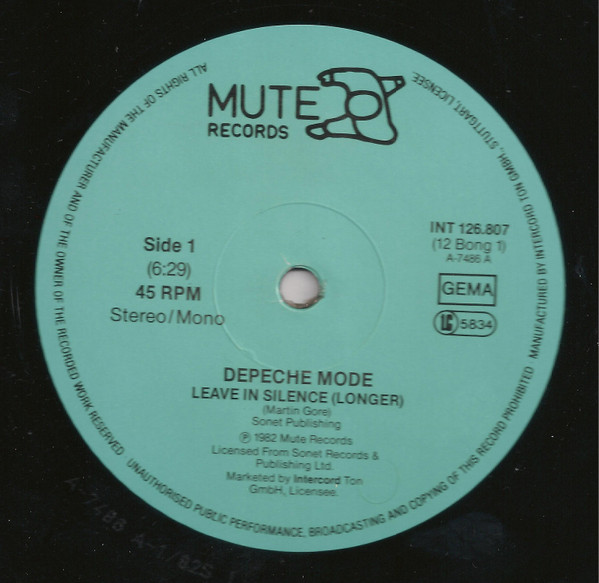 MUTE
RECORDS
Side 1
(6:29)
45 RPM
Stereo/Mono
INT 126.807
(12 Bong 1)
A-7486 A
GEMA
LC 5834
DEPECHE MODE
LEAVE IN SILENCE (LONGER)
(Martin Gore)
Sonet Publishing
℗ 1982 Mute Records
Licensed From Sonet Records &
Publishing Ltd.
Marketed by Intercord Ton
GmbH, Licensee.
ALL RIGHTS OF THE MANUFACTURER AND OF THE OWNER OF THE RECORDED WORK RESERVED · UNAUTHORISED PUBLIC PERFORMANCE, BROADCASTING AND COPYING OF THIS RECORD PROHIBITED · MANUFACTURED BY INTERCORD TON GMBH., STUTTGART, LICENSEE.